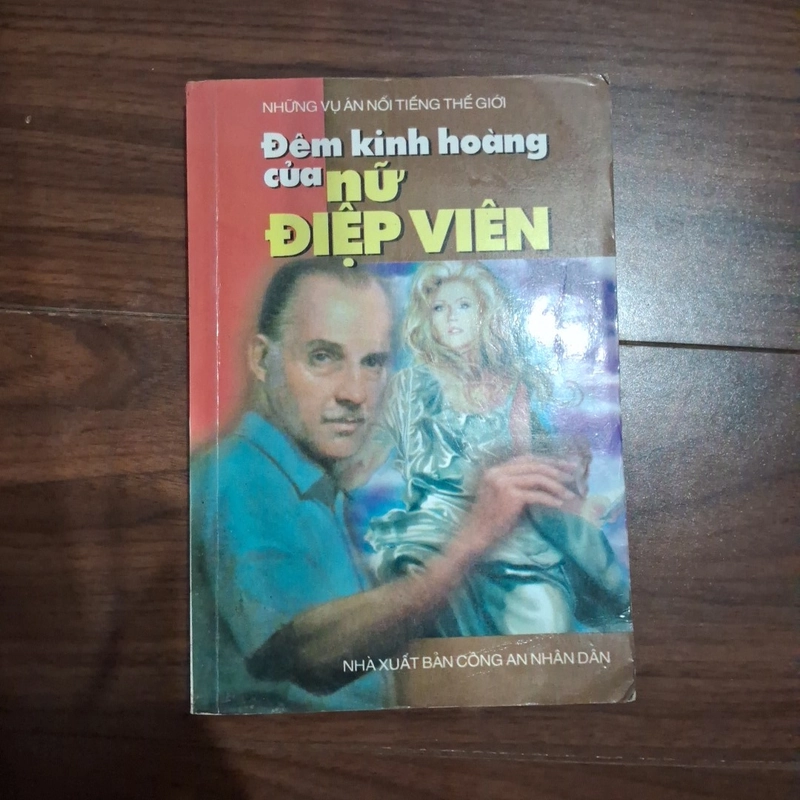 NHỮNG VỤ ÁN NỔI TIẾNG THẾ GIỚI
Đêm kinh hoàng
của nữ
ĐIỆP VIÊN
NHÀ XUẤT BẢN CÔNG AN NHÂN DÂN